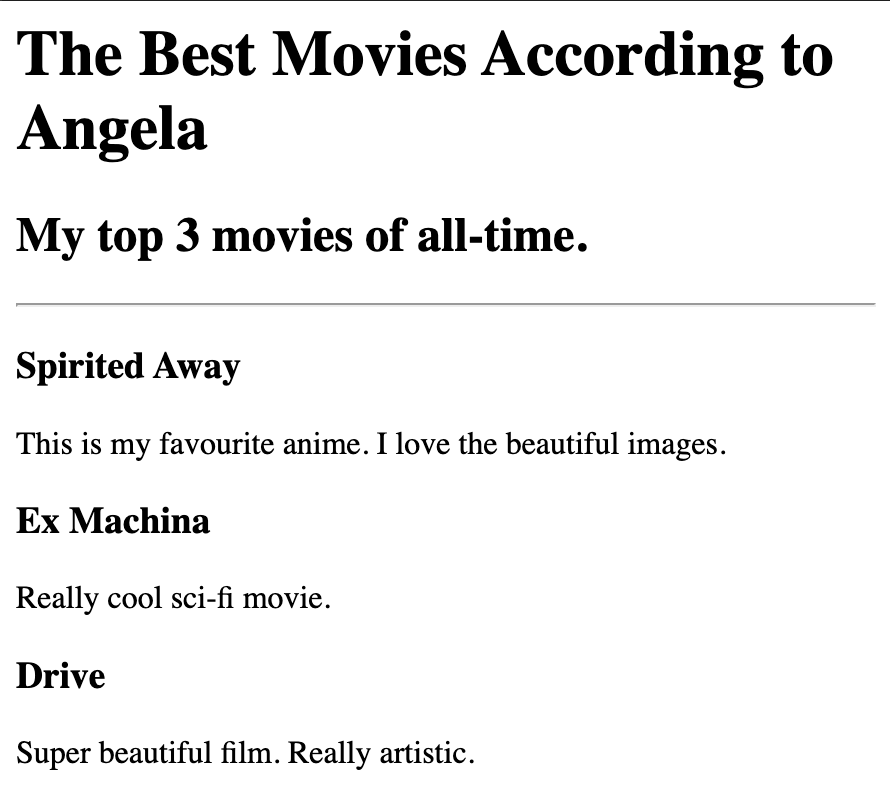 The Best Movies According to
Angela
My top 3 movies of all-time.
Spirited Away
This is my favourite anime. I love the beautiful images.
Ex Machina
Really cool sci-fi movie.
Drive
Super beautiful film. Really artistic.